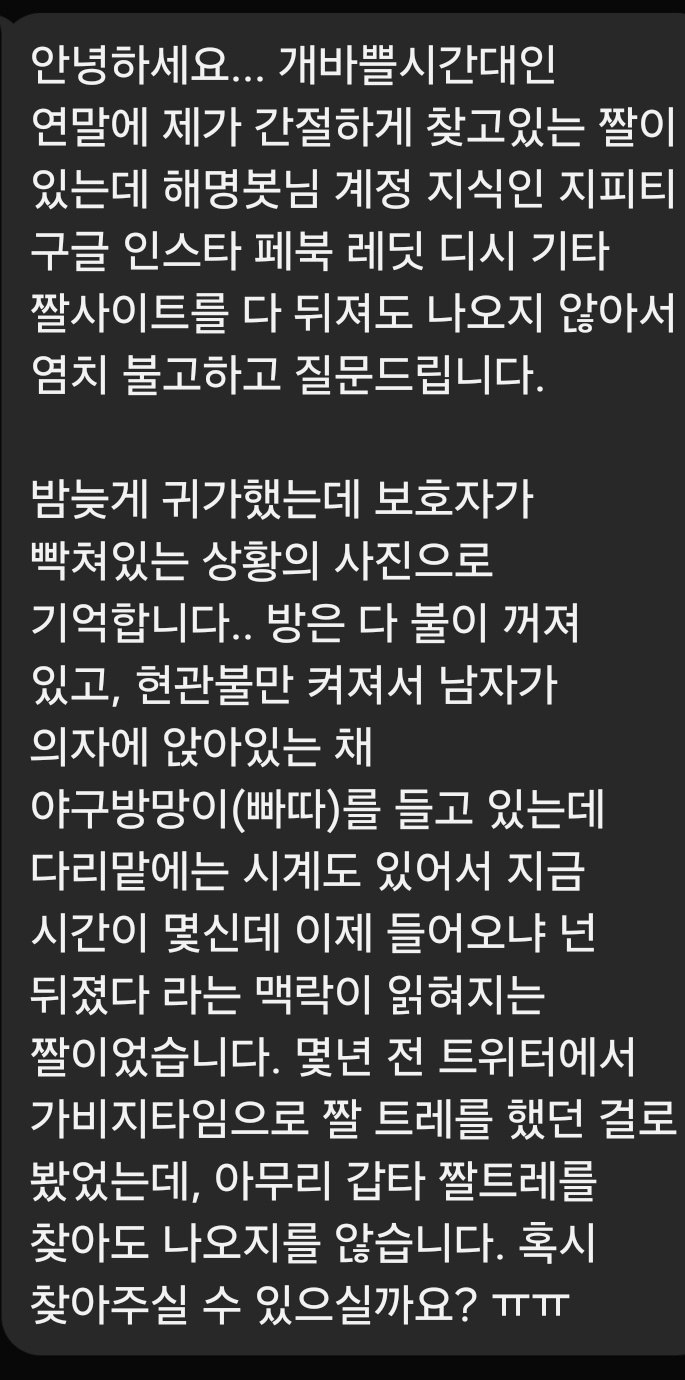 안녕하세요... 개바쁠시간대인
연말에 제가 간절하게 찾고있는 짤이
있는데 해명봇님 계정 지식인 지피티
구글 인스타 페북 레딧 디시 기타
짤사이트를 다 뒤져도 나오지 않아서
염치 불고하고 질문드립니다.

밤늦게 귀가했는데 보호자가
빡쳐있는 상황의 사진으로
기억합니다.. 방은 다 불이 꺼져
있고, 현관불만 켜져서 남자가
의자에 앉아있는 채
야구방망이(빠따)를 들고 있는데
다리맡에는 시계도 있어서 지금
시간이 몇신데 이제 들어오냐 넌
뒤졌다 라는 맥락이 읽혀지는
짤이었습니다. 몇년 전 트위터에서
가비지타임으로 짤 트레를 했던 걸로
봤었는데, 아무리 갑타 짤트레를
찾아도 나오지를 않습니다. 혹시
찾아주실 수 있으실까요? ㅠㅠ